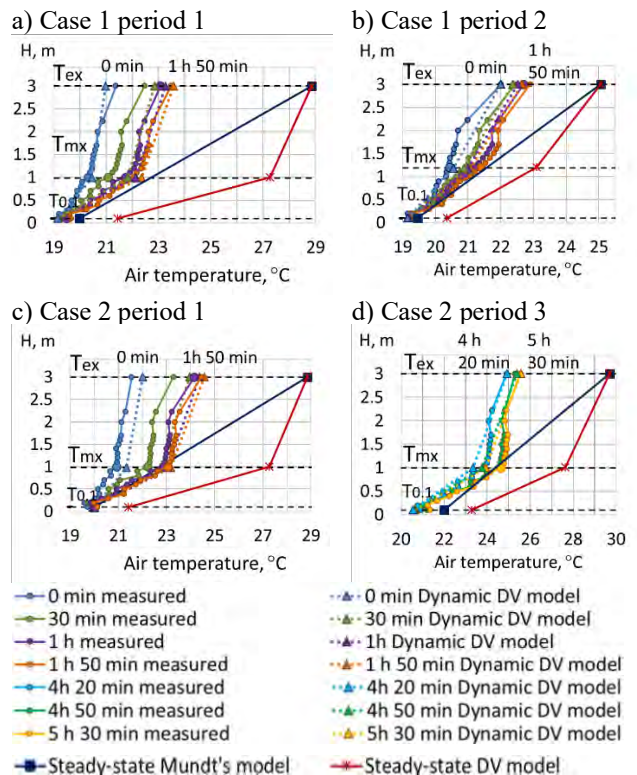 a) Case 1 period 1
H, m
Tex
0 min
1 h 50 min
3
2.5
2
1.5
Tmx
1
0.5
T0.1
0
19 21 23 25 27 29
Air temperature, °C
b) Case 1 period 2
H, m
Tex
0 min
1 h
50 min
3
2.5
2
1.5
Tmx
1
0.5
T0.1
0
19 20 21 22 23 24 25
Air temperature, °C
c) Case 2 period 1
H, m
Tex
0 min
1h 50 min
3
2.5
2
1.5
Tmx
1
0.5
T0.1
0
19 21 23 25 27 29
Air temperature, °C
d) Case 2 period 3
H, m
Tex
4 h
20 min
5 h
30 min
3
2.5
2
1.5
Tmx
1
0.5
T0.1
0
20 22 24 26 28 30
Air temperature, °C
0 min measured
30 min measured
1 h measured
1 h 50 min measured
4h 20 min measured
4h 50 min measured
5 h 30 min measured
Steady-state Mundt's model
0 min Dynamic DV model
30 min Dynamic DV model
1h Dynamic DV model
1 h 50 min Dynamic DV model
4h 20 min Dynamic DV model
4h 50 min Dynamic DV model
5h 30 min Dynamic DV model
Steady-state DV model